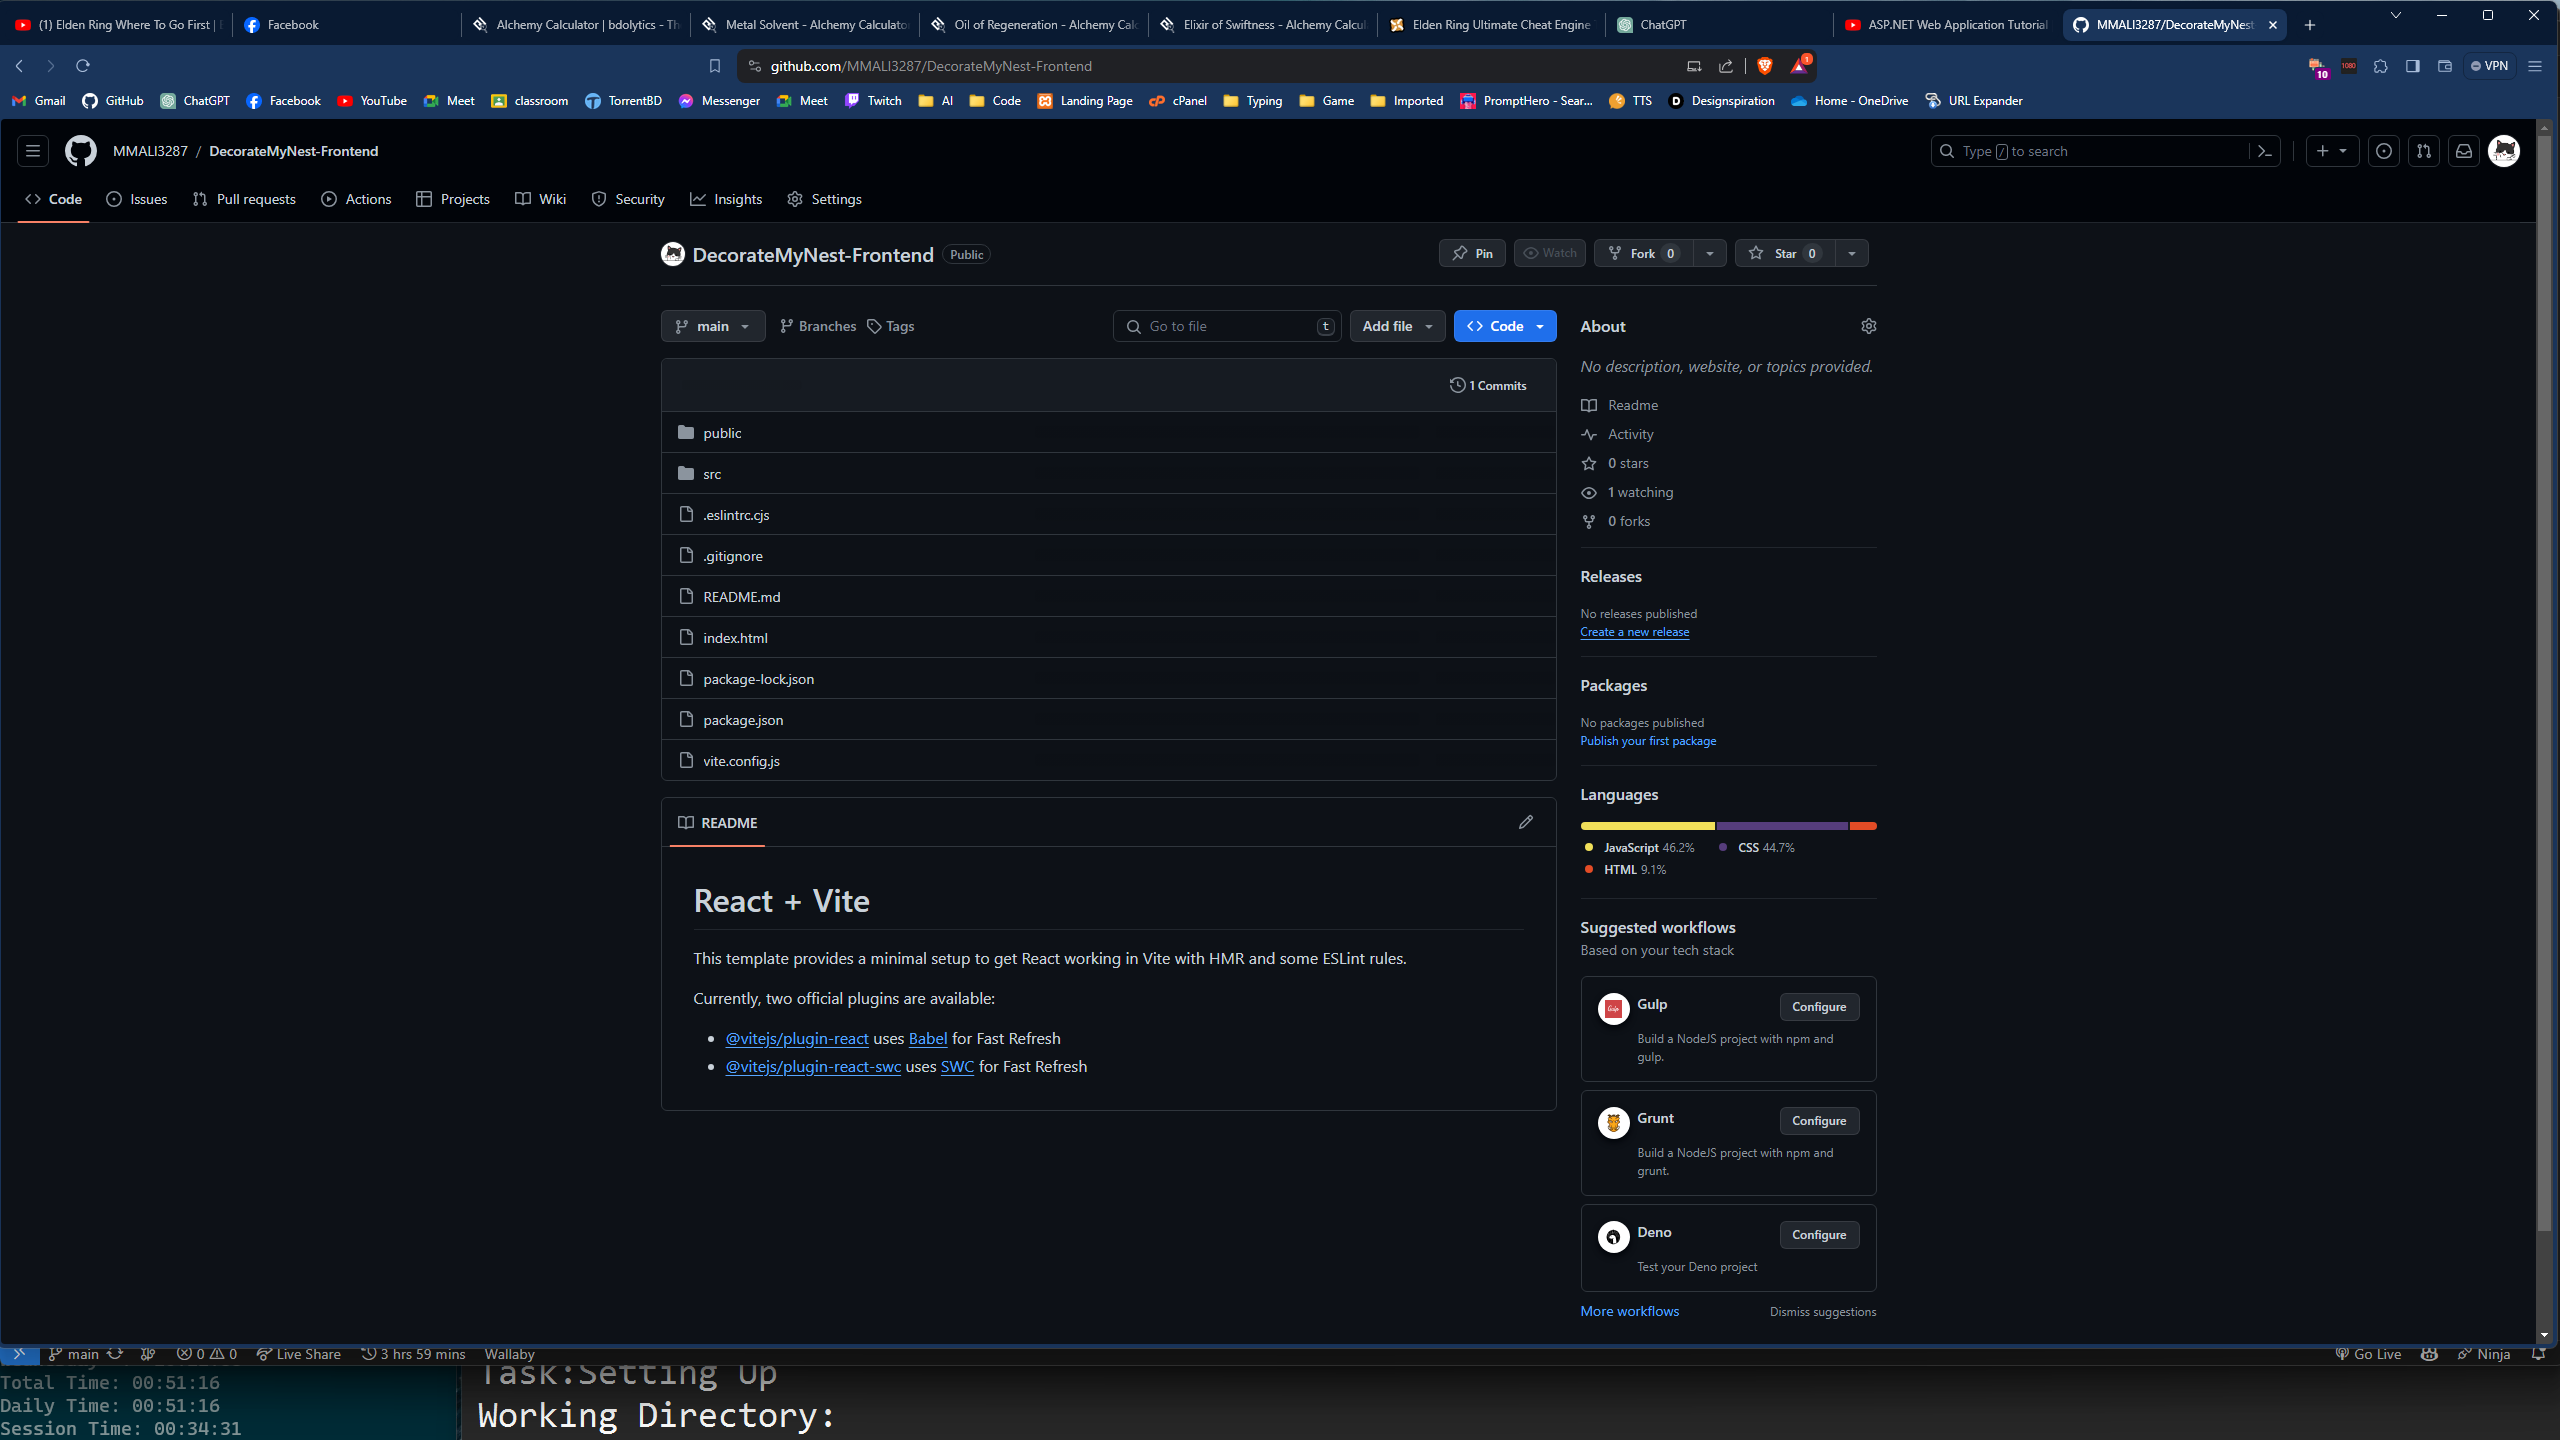 (1) Elden Ring Where To Go First |
Facebook
Alchemy Calculator | bdolytics - Th
Metal Solvent - Alchemy Calculator
Oil of Regeneration - Alchemy Calc
Elixir of Swiftness - Alchemy Calcul
Elden Ring Ultimate Cheat Engine
ChatGPT
ASP.NET Web Application Tutorial
MMALI3287/DecorateMyNest
github.com/MMALI3287/DecorateMyNest-Frontend
1
10
1080
VPN
Gmail
GitHub
ChatGPT
Facebook
YouTube
Meet
classroom
TorrentBD
Messenger
Meet
Twitch
AI
Code
Landing Page
cPanel
Typing
Game
Imported
PromptHero - Sear...
TTS
Designspiration
Home - OneDrive
URL Expander
MMALI3287 / DecorateMyNest-Frontend
Type / to search
Code
Issues
Pull requests
Actions
Projects
Wiki
Security
Insights
Settings
DecorateMyNest-Frontend
Public
Pin
Watch
Fork 0
Star 0
main
Branches
Tags
Go to file
t
Add file
Code
1 Commits
public
src
.eslintrc.cjs
.gitignore
README.md
index.html
package-lock.json
package.json
vite.config.js
README
React + Vite
This template provides a minimal setup to get React working in Vite with HMR and some ESLint rules.
Currently, two official plugins are available:
• @vitejs/plugin-react uses Babel for Fast Refresh
• @vitejs/plugin-react-swc uses SWC for Fast Refresh
About
No description, website, or topics provided.
Readme
Activity
0 stars
1 watching
0 forks
Releases
No releases published
Create a new release
Packages
No packages published
Publish your first package
Languages
JavaScript 46.2%
CSS 44.7%
HTML 9.1%
Suggested workflows
Based on your tech stack
Gulp
Configure
Build a NodeJS project with npm and
gulp.
Grunt
Configure
Build a NodeJS project with npm and
grunt.
Deno
Configure
Test your Deno project
More workflows
Dismiss suggestions
main
0
0
Live Share
3 hrs 59 mins
Wallaby
Go Live
Ninja
Total Time: 00:51:16
Daily Time: 00:51:16
Session Time: 00:34:31
Task:Setting Up
Working Directory: